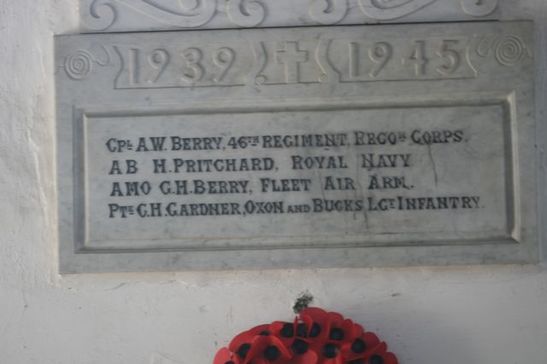 1939 1945
CPL A.W. BERRY, 46TH REGIMENT, RECON CORPS.
AB H. PRITCHARD, ROYAL NAVY
AMO G.H. BERRY, FLEET AIR ARM.
PTE G.H. GARDNER, OXON AND BUCKS LGT INFANTRY.